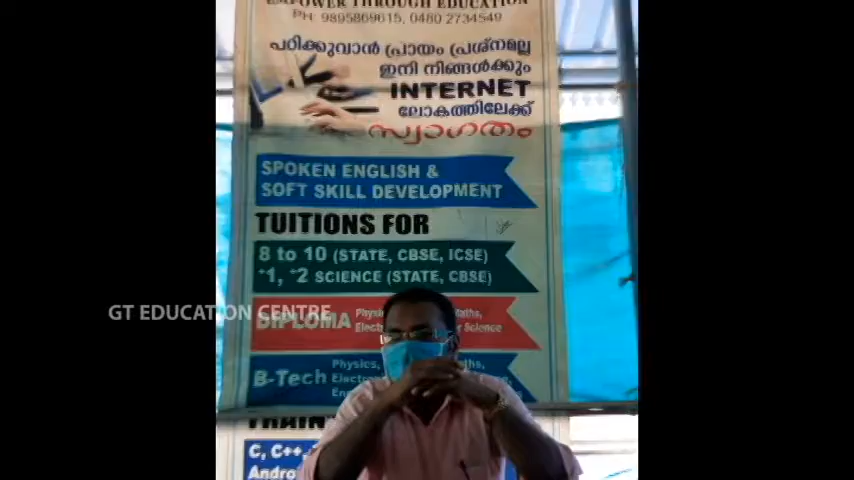 EMPOWER THROUGH EDUCATION
PH: 9895869615, 0480 2734549
പഠിക്കുവാൻ പ്രായം പ്രശ്നമല്ല
ഇനി നിങ്ങൾക്കും
INTERNET
ലോകത്തിലേക്ക്
സ്വാഗതം
SPOKEN ENGLISH &
SOFT SKILL DEVELOPMENT
TUITIONS FOR
8 to 10 (STATE, CBSE, ICSE)
+1, +2 SCIENCE (STATE, CBSE)
GT EDUCATION CENTRE
DIPLOMA
Maths,
Science
B-Tech
Physics,
C, C++,